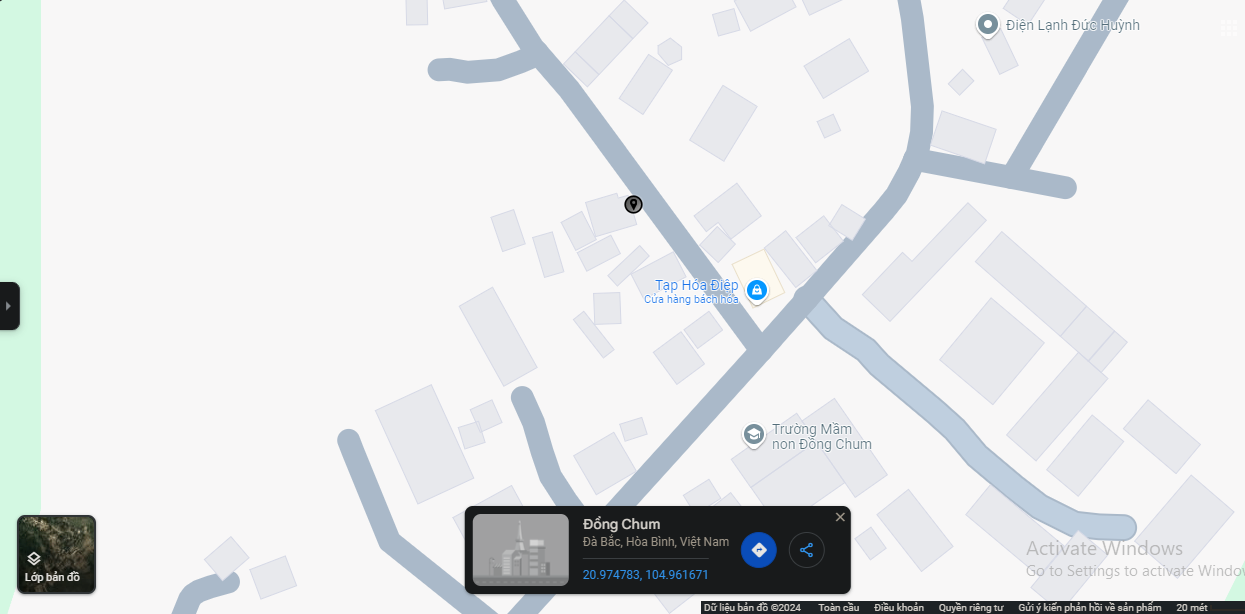 Điện Lạnh Đức Huỳnh
Tạp Hóa Điệp
Cửa hàng bách hóa
Trường Mầm
non Đồng Chum
Đồng Chum
Đà Bắc, Hòa Bình, Việt Nam
20.974783, 104.961671
Lớp bản đồ
Activate Windows
Go to Settings to activate Window
Dữ liệu bản đồ ©2024 Toàn cầu Điều khoản Quyền riêng tư Gửi ý kiến phản hồi về sản phẩm 20 mét